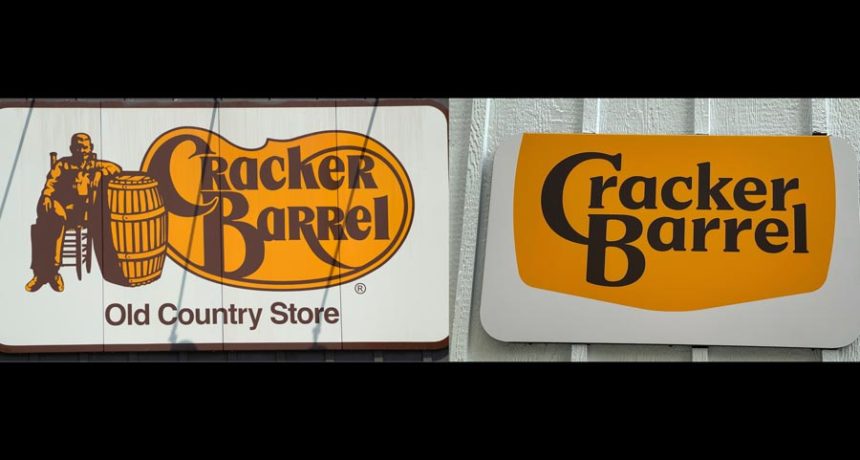 Cracker
Barrel
®
Old Country Store
Cracker
Barrel